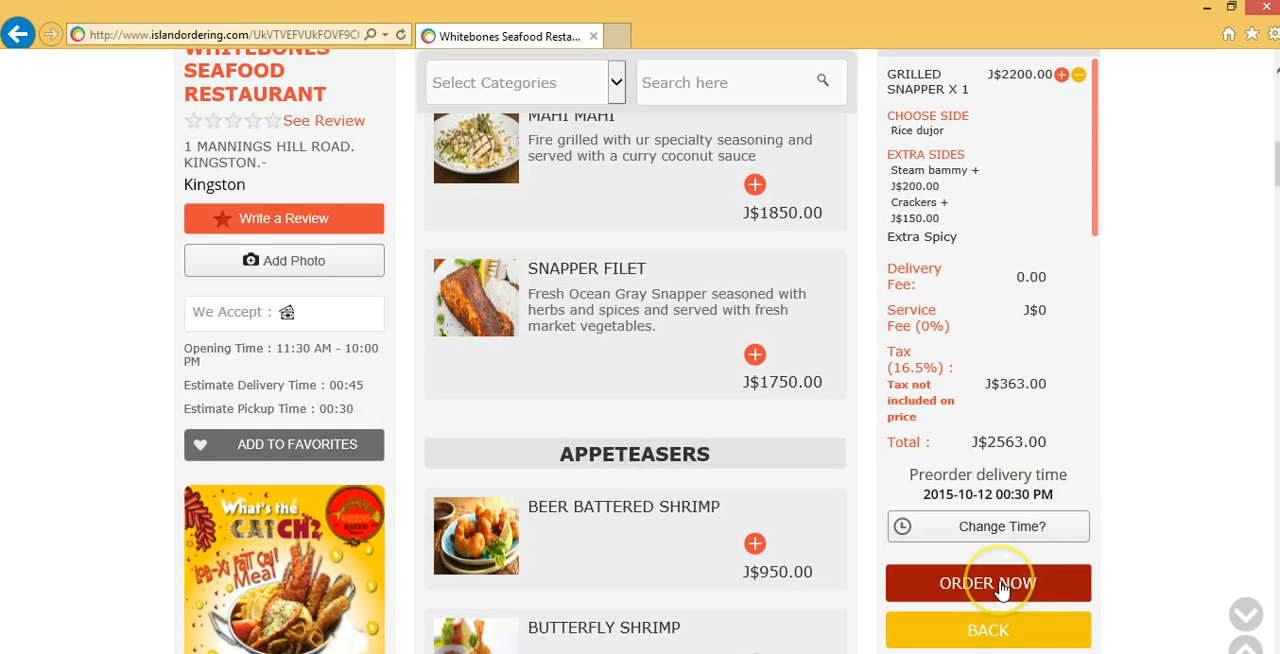 http://www.islandordering.com/UkVTVEFVUkFOVF9C
Whitebones Seafood Resta...
WHITEBONES
SEAFOOD
RESTAURANT
See Review
1 MANNINGS HILL ROAD.
KINGSTON.-
Kingston
Write a Review
Add Photo
We Accept :
Opening Time : 11:30 AM - 10:00
PM
Estimate Delivery Time : 00:45
Estimate Pickup Time : 00:30
ADD TO FAVORITES
What's the
CATCH?
Lob-Xi Fatt Cai
Meal
Select Categories
Search here
MAHI MAHI
Fire grilled with ur specialty seasoning and
served with a curry coconut sauce
J$1850.00
SNAPPER FILET
Fresh Ocean Gray Snapper seasoned with
herbs and spices and served with fresh
market vegetables.
J$1750.00
APPETEASERS
BEER BATTERED SHRIMP
J$950.00
BUTTERFLY SHRIMP
GRILLED
SNAPPER X 1
J$2200.00
CHOOSE SIDE
Rice dujor
EXTRA SIDES
Steam bammy +
J$200.00
Crackers +
J$150.00
Extra Spicy
Delivery
Fee:
0.00
Service
Fee (0%)
J$0
Tax
(16.5%) :
Tax not
included on
price
J$363.00
Total :
J$2563.00
Preorder delivery time
2015-10-12 00:30 PM
Change Time?
ORDER NOW
BACK